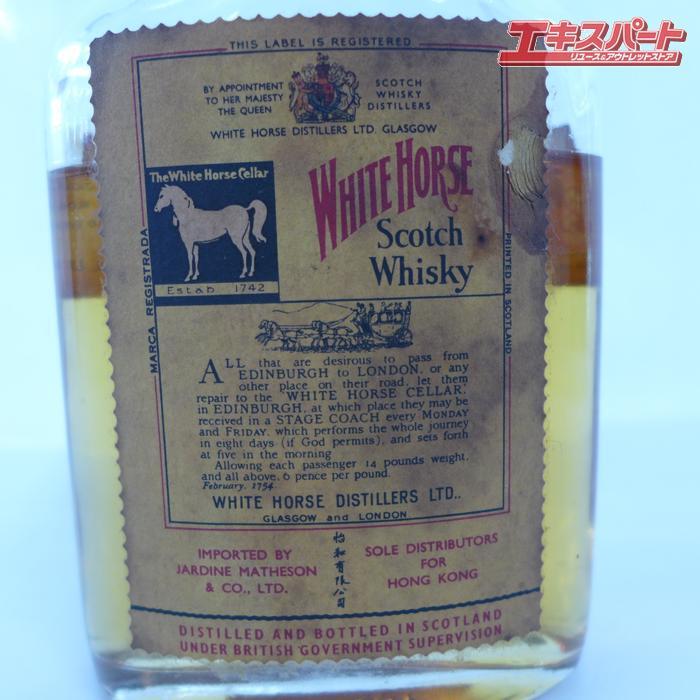 エキスパート
リユース&アウトレットストア
THIS LABEL IS REGISTERED
BY APPOINTMENT
TO HER MAJESTY
THE QUEEN
SCOTCH
WHISKY
DISTILLERS
WHITE HORSE DISTILLERS LTD. GLASGOW
The White Horse Cellar
Estab 1742
WHITE HORSE
Scotch
Whisky
MARCA REGISTRADA
PRINTED IN SCOTLAND
ALL that are desirous to pass from
EDINBURGH to LONDON, or any
other place on their road, let them
repair to the WHITE HORSE CELLAR,
in EDINBURGH, at which place they may be
received in a STAGE COACH every MONDAY
and FRIDAY, which performs the whole journey
in eight days (if God permits), and sets forth
at five in the morning
Allowing each passenger 14 pounds weight,
and all above, 6 pence per pound.
February, 1754.
WHITE HORSE DISTILLERS LTD..
GLASGOW and LONDON
IMPORTED BY
JARDINE MATHESON
& CO., LTD.
怡和有限公司
SOLE DISTRIBUTORS
FOR
HONG KONG
DISTILLED AND BOTTLED IN SCOTLAND
UNDER BRITISH GOVERNMENT SUPERVISION